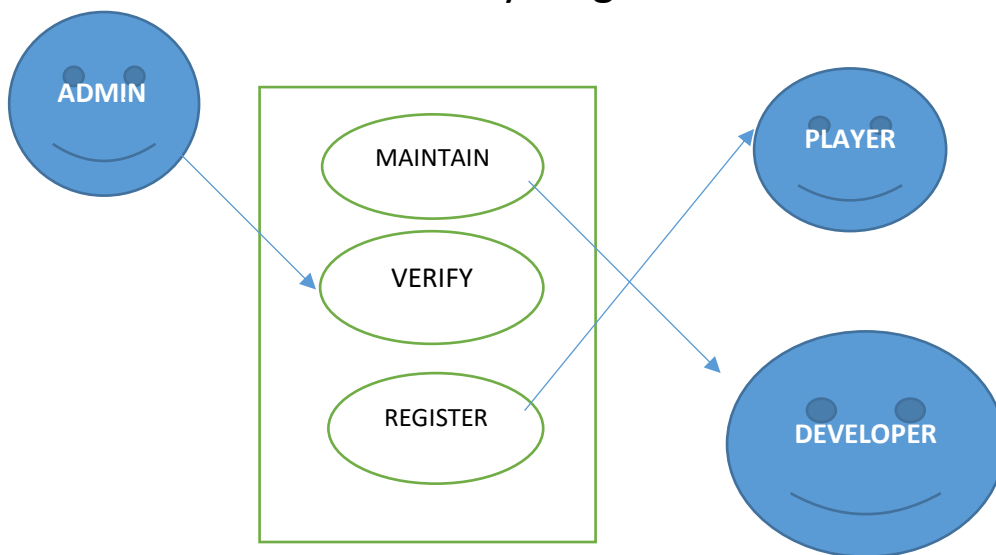 ADMIN
MAINTAIN
PLAYER
VERIFY
REGISTER
DEVELOPER